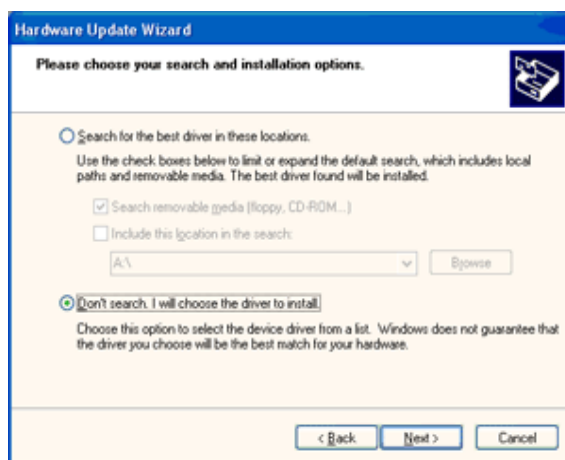 Hardware Update Wizard
Please choose your search and installation options.
Search for the best driver in these locations.
Use the check boxes below to limit or expand the default search, which includes local
paths and removable media. The best driver found will be installed.
Search removable media (floppy, CD-ROM...)
Include this location in the search:
A:\
Browse
Don't search. I will choose the driver to install.
Choose this option to select the device driver from a list. Windows does not guarantee that
the driver you choose will be the best match for your hardware.
< Back
Next >
Cancel